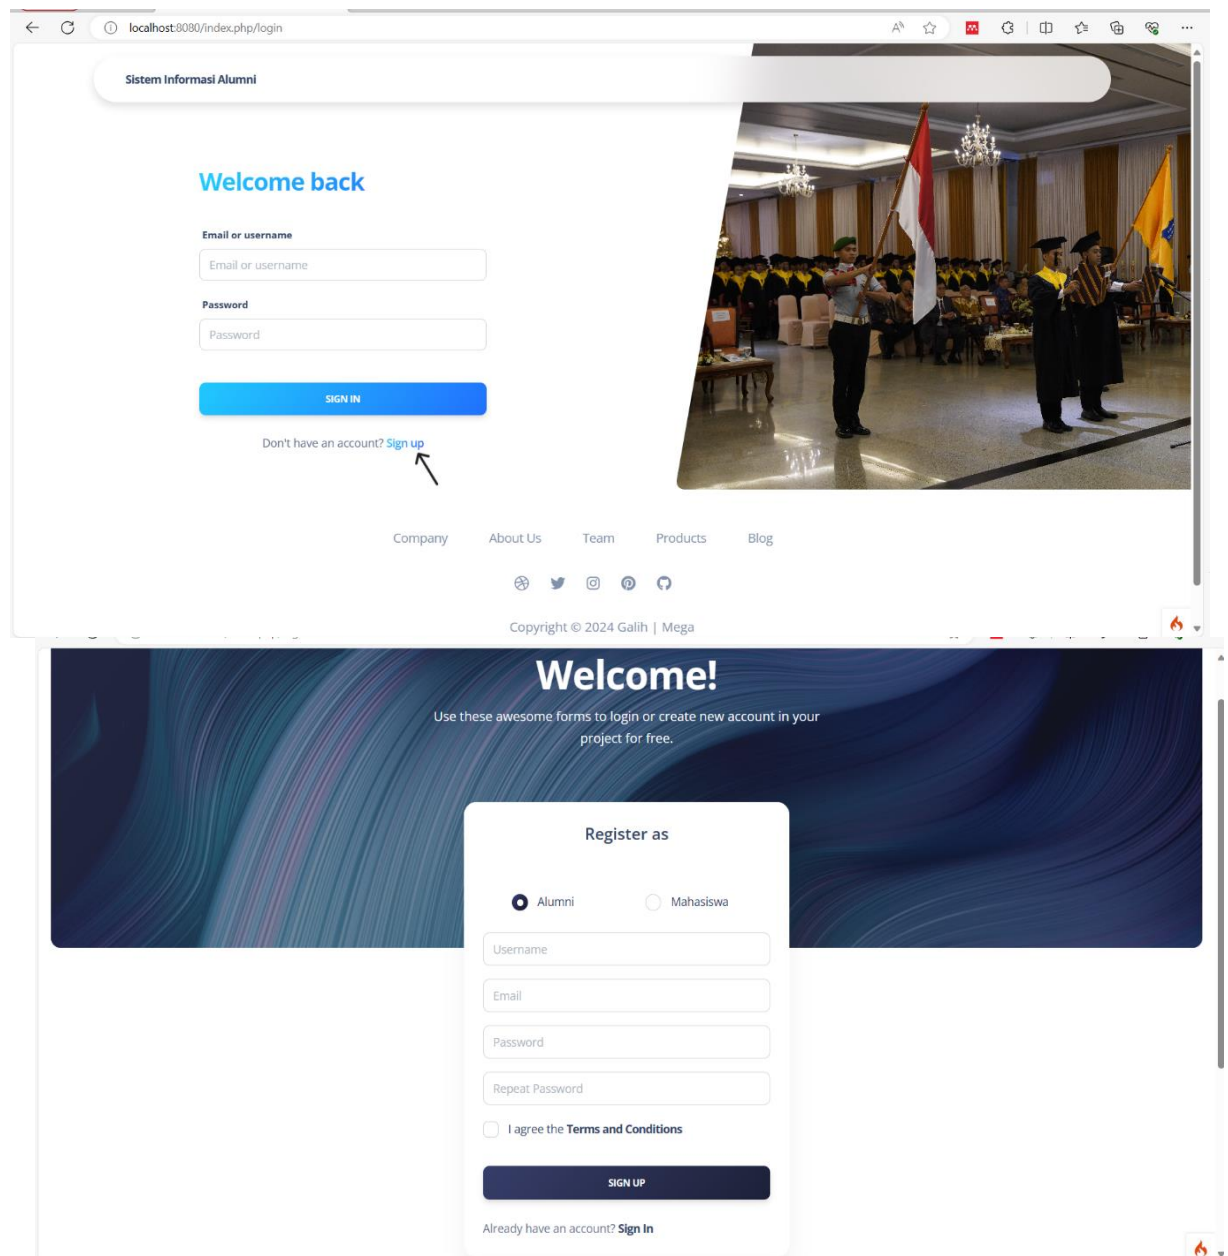 localhost:8080/index.php/login
Sistem Informasi Alumni
Welcome back
Email or username
Email or username
Password
Password
SIGN IN
Don't have an account? Sign up
Company About Us Team Products Blog
Copyright © 2024 Galih | Mega
Welcome!
Use these awesome forms to login or create new account in your
project for free.
Register as
Alumni Mahasiswa
Username
Email
Password
Repeat Password
I agree the Terms and Conditions
SIGN UP
Already have an account? Sign In